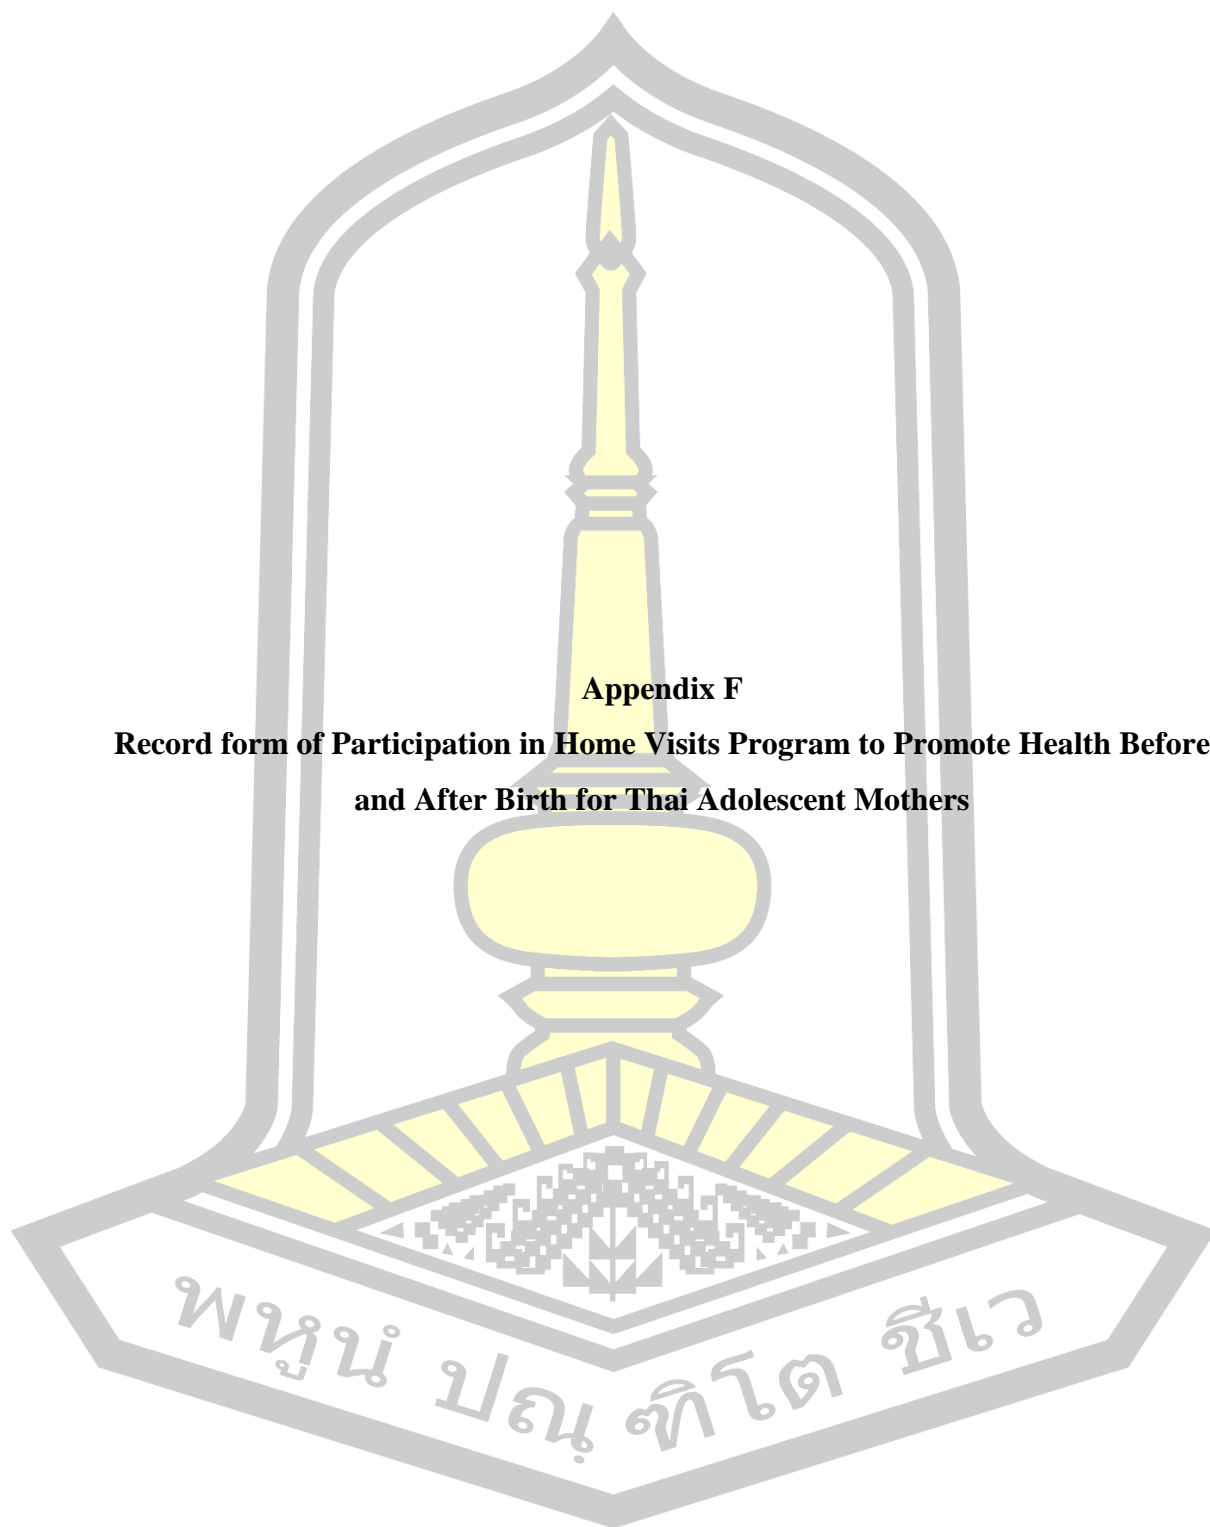 Appendix F
Record form of Participation in Home Visits Program to Promote Health Before
and After Birth for Thai Adolescent Mothers
พหูนํ ปณฺฑิโต ชีเว